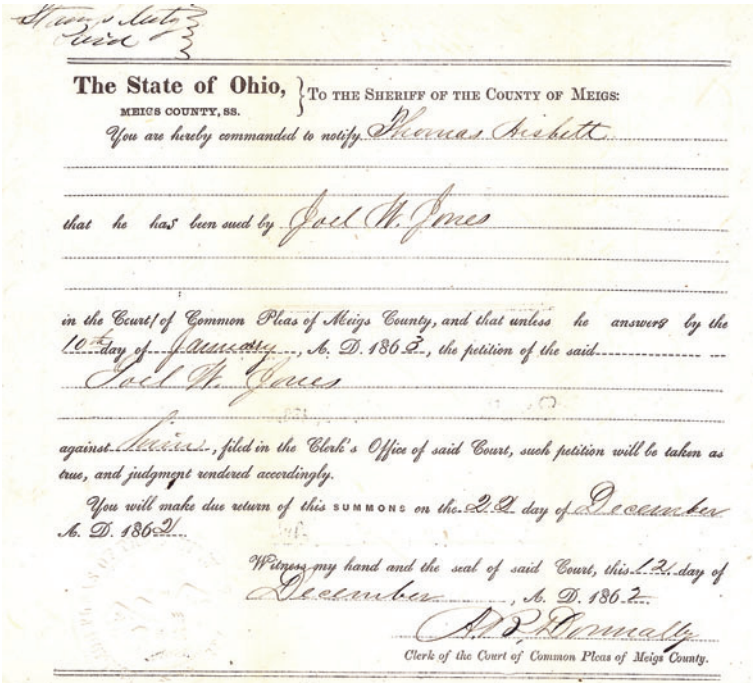 Stamp Duty
Paid
The State of Ohio, } TO THE SHERIFF OF THE COUNTY OF MEIGS:
MEIGS COUNTY, SS.
You are hereby commanded to notify Thomas Nisbett
that he has been sued by Joel W. Jones
in the Court of Common Pleas of Meigs County, and that unless he answers by the
10th day of January, A. D. 1863, the petition of the said
Joel W. Jones
against him, filed in the Clerk's Office of said Court, such petition will be taken as
true, and judgment rendered accordingly.
You will make due return of this SUMMONS on the 22 day of December
A. D. 1862.
Witness my hand and the seal of said Court, this 12 day of
December, A. D. 1862.
A. B. Donnally
Clerk of the Court of Common Pleas of Meigs County.